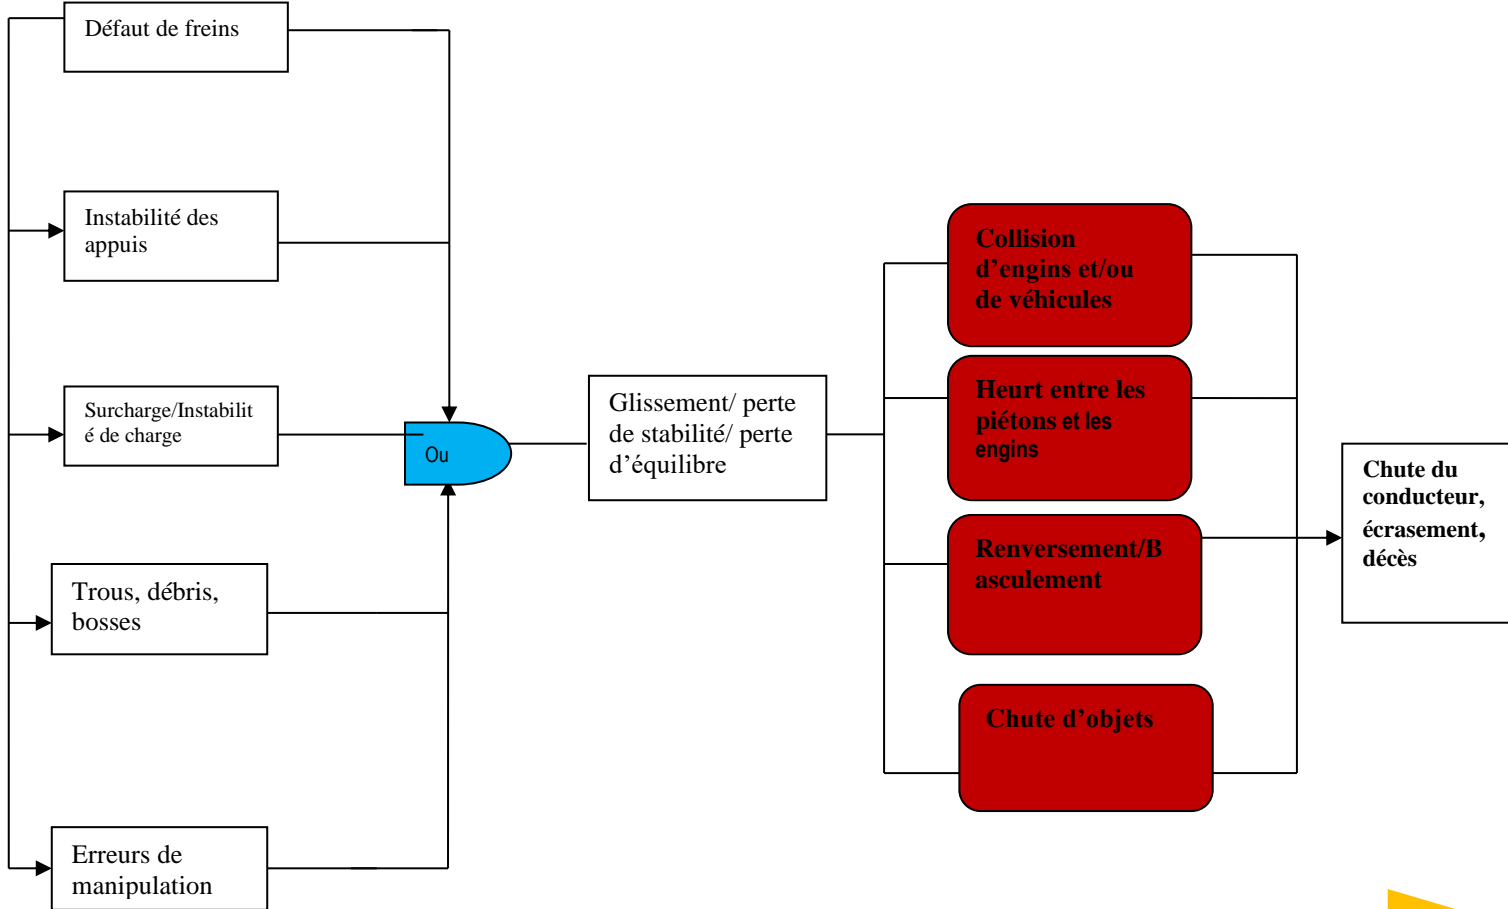 Défaut de freins
Instabilité des
appuis
Surcharge/Instabilit
é de charge
Trous, débris,
bosses
Erreurs de
manipulation
Ou
Glissement/ perte
de stabilité/ perte
d’équilibre
Collision
d’engins et/ou
de véhicules
Heurt entre les
piétons et les
engins
Renversement/B
asculement
Chute d’objets
Chute du
conducteur,
écrasement,
décès